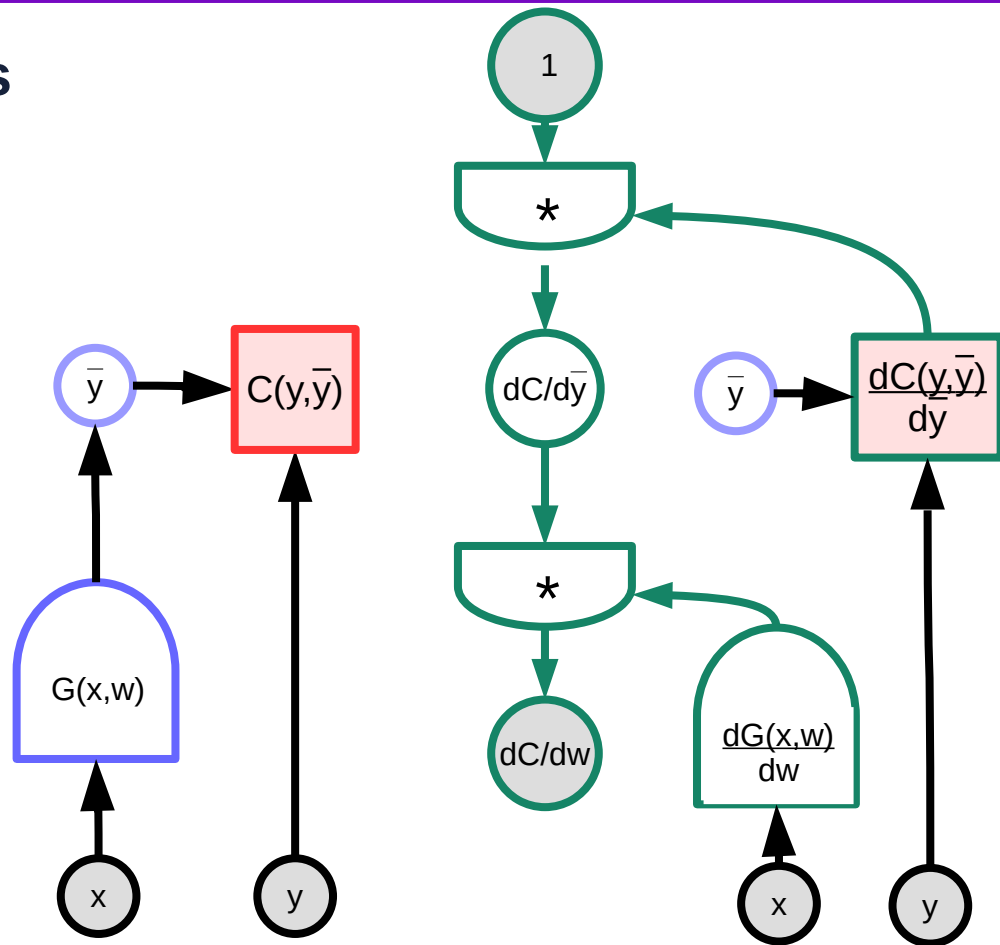 s
1
*
ȳ
C(y,ȳ)
dC/dȳ
ȳ
dC(y,ȳ)
dȳ
*
G(x,w)
dC/dw
dG(x,w)
dw
x
y
x
y